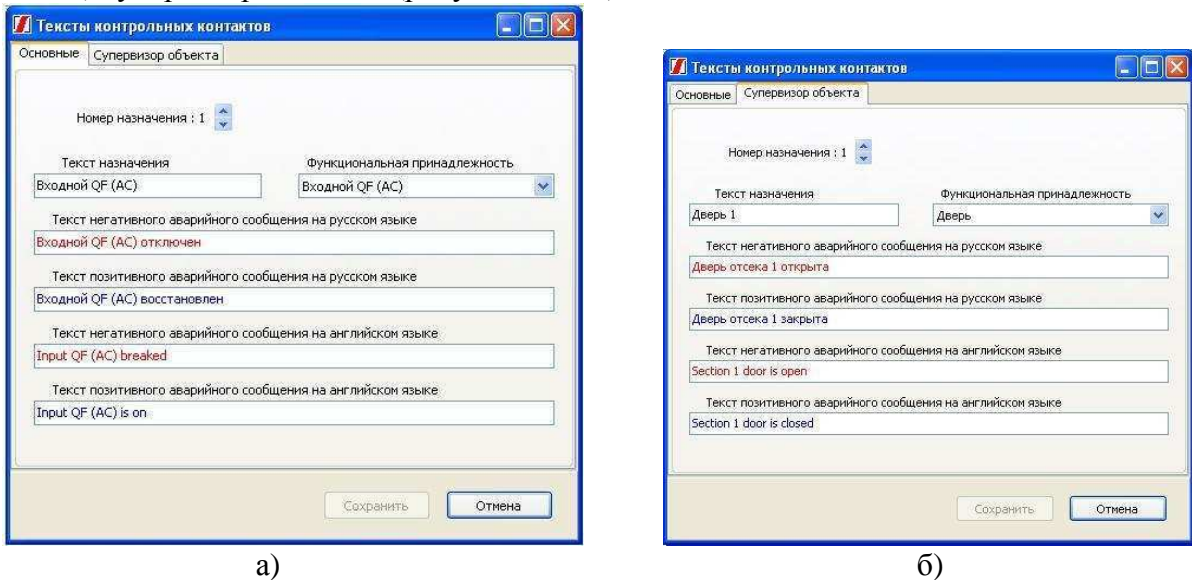 Тексты контрольных контактов
Основные Супервизор объекта
Номер назначения : 1
Текст назначения Функциональная принадлежность
Входной QF (AC) Входной QF (AC)
Текст негативного аварийного сообщения на русском языке
Входной QF (AC) отключен
Текст позитивного аварийного сообщения на русском языке
Входной QF (AC) восстановлен
Текст негативного аварийного сообщения на английском языке
Input QF (AC) breaked
Текст позитивного аварийного сообщения на английском языке
Input QF (AC) is on
Сохранить Отмена
а)
Тексты контрольных контактов
Основные Супервизор объекта
Номер назначения : 1
Текст назначения Функциональная принадлежность
Дверь 1 Дверь
Текст негативного аварийного сообщения на русском языке
Дверь отсека 1 открыта
Текст позитивного аварийного сообщения на русском языке
Дверь отсека 1 закрыта
Текст негативного аварийного сообщения на английском языке
Section 1 door is open
Текст позитивного аварийного сообщения на английском языке
Section 1 door is closed
Сохранить Отмена
б)